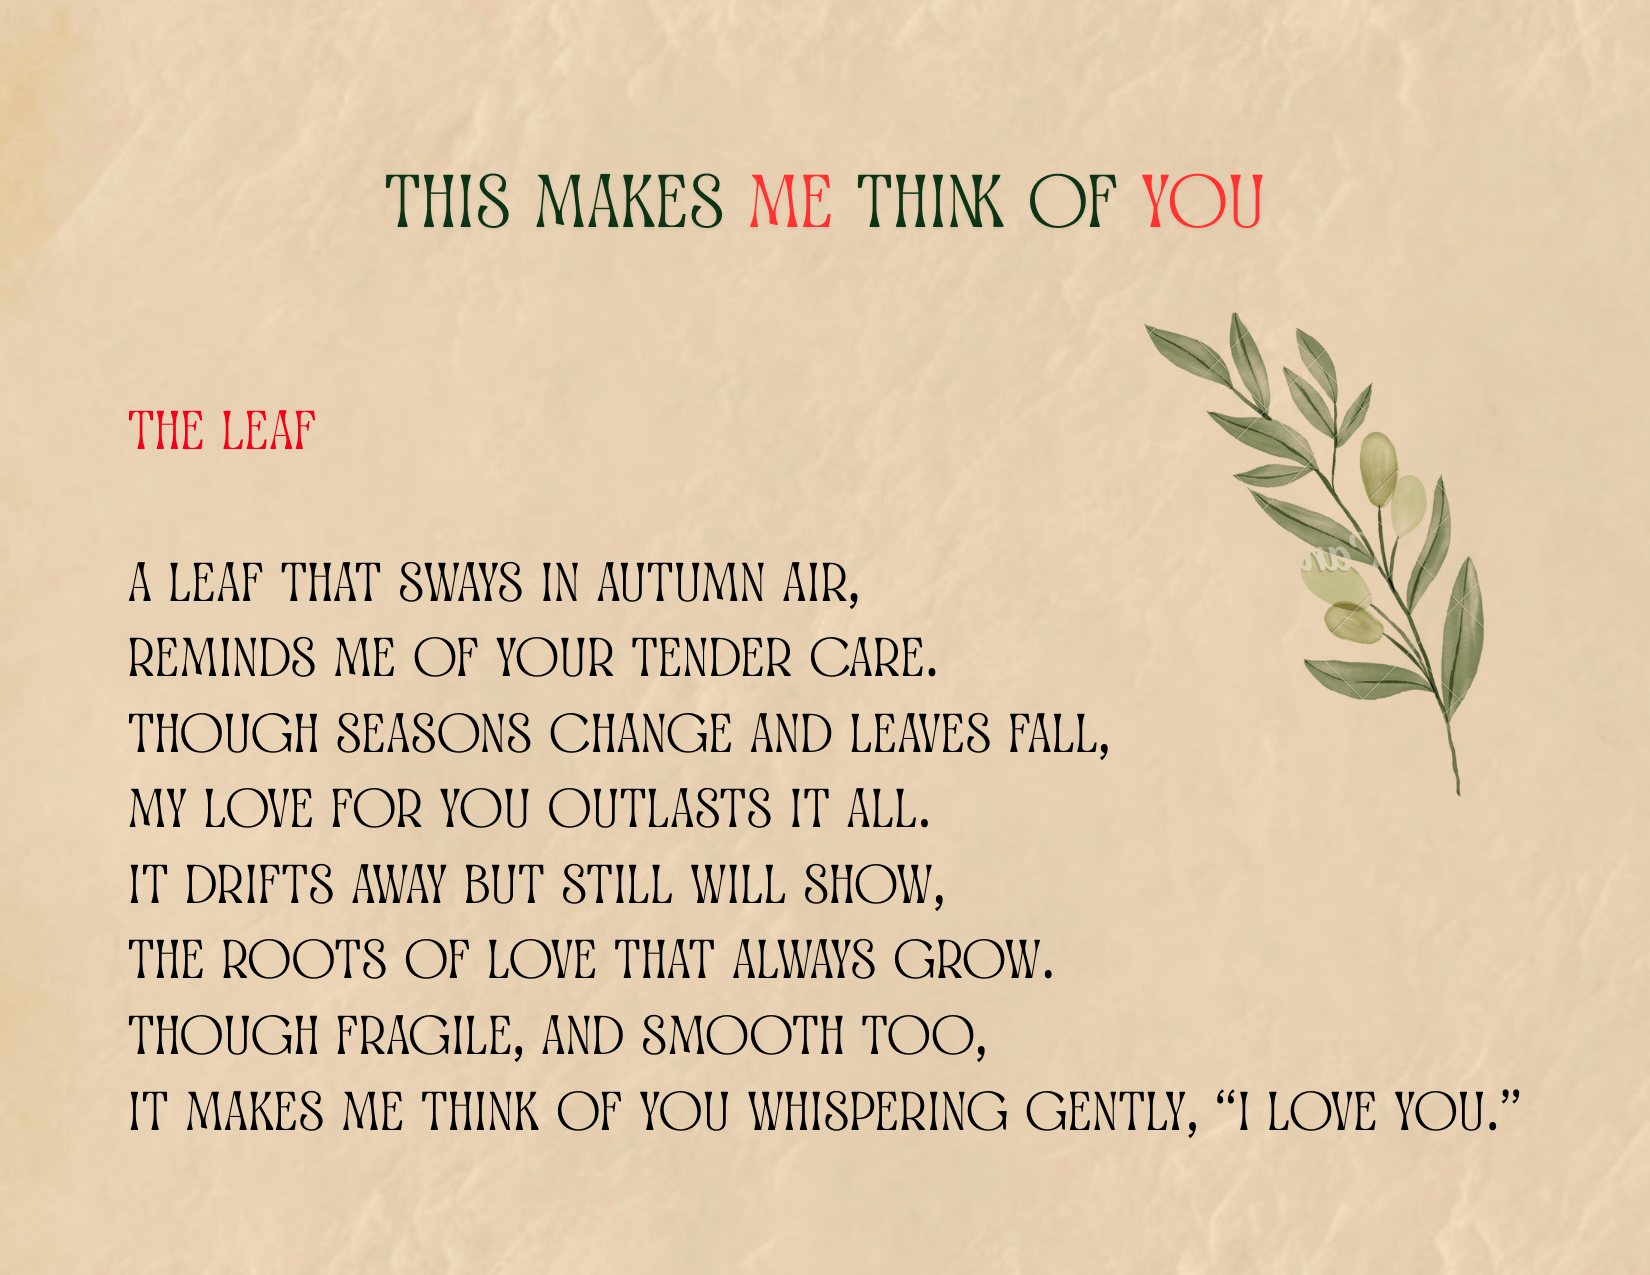 THIS MAKES ME THINK OF YOU
THE LEAF
A LEAF THAT SWAYS IN AUTUMN AIR,
REMINDS ME OF YOUR TENDER CARE.
THOUGH SEASONS CHANGE AND LEAVES FALL,
MY LOVE FOR YOU OUTLASTS IT ALL.
IT DRIFTS AWAY BUT STILL WILL SHOW,
THE ROOTS OF LOVE THAT ALWAYS GROW.
THOUGH FRAGILE, AND SMOOTH TOO,
IT MAKES ME THINK OF YOU WHISPERING GENTLY, “I LOVE YOU.”